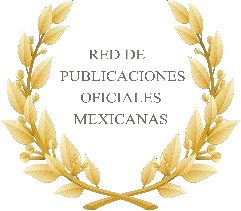 RED DE
PUBLICACIONES
OFICIALES
MEXICANAS